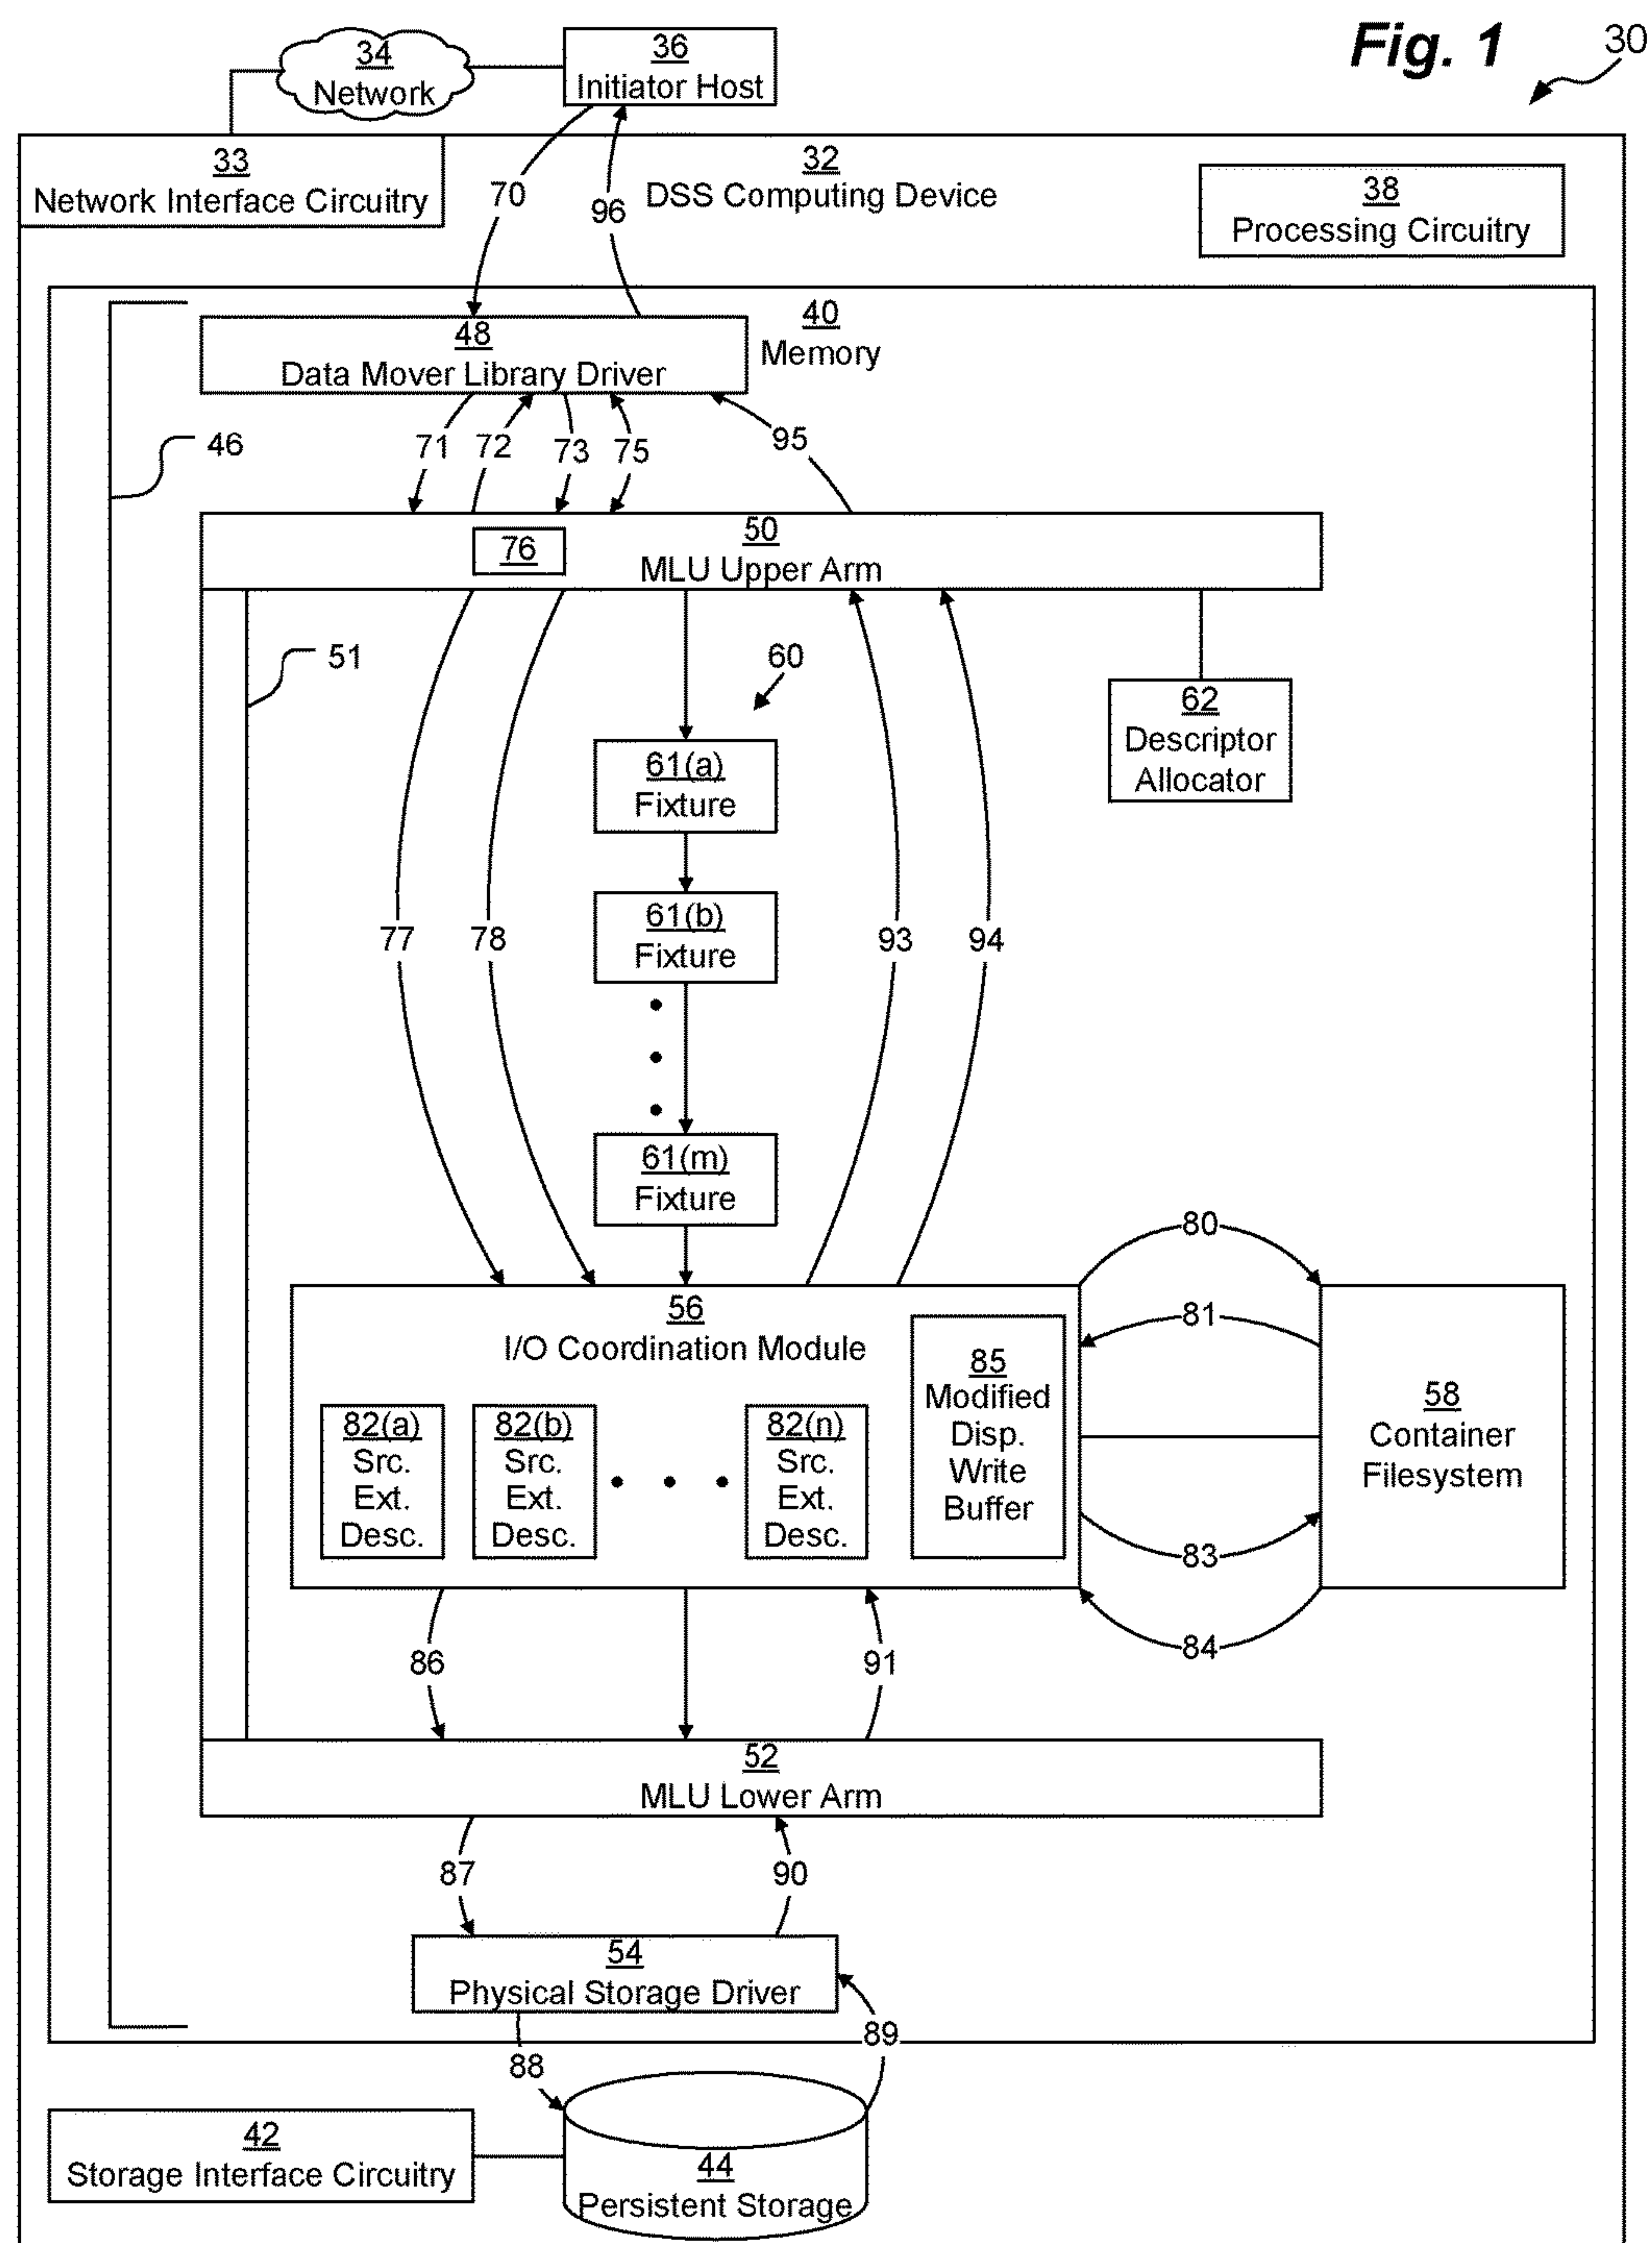 Fig. 1
30
34
Network
36
Initiator Host
33
Network Interface Circuitry
32
DSS Computing Device
38
Processing Circuitry
70
96
48
Data Mover Library Driver
40
Memory
46
71
72
73
75
95
76
50
MLU Upper Arm
51
60
62
Descriptor
Allocator
61(a)
Fixture
61(b)
Fixture
77
78
93
94
61(m)
Fixture
80
81
56
I/O Coordination Module
82(a)
Src.
Ext.
Desc.
82(b)
Src.
Ext.
Desc.
82(n)
Src.
Ext.
Desc.
85
Modified
Disp.
Write
Buffer
58
Container
Filesystem
83
84
86
91
52
MLU Lower Arm
87
90
54
Physical Storage Driver
88
89
42
Storage Interface Circuitry
44
Persistent Storage